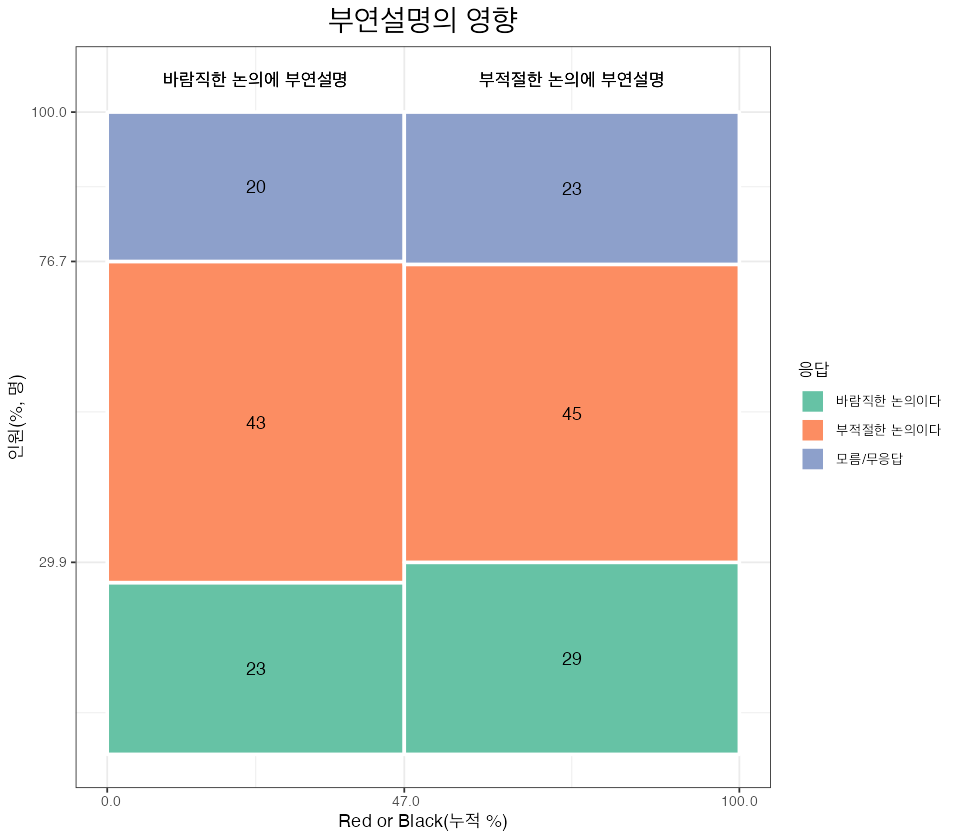 부연설명의 영향
바람직한 논의에 부연설명
부적절한 논의에 부연설명
100.0
76.7
29.9
인원(%, 명)
20
23
43
45
23
29
0.0
47.0
100.0
Red or Black(누적 %)
응답
바람직한 논의이다
부적절한 논의이다
모름/무응답